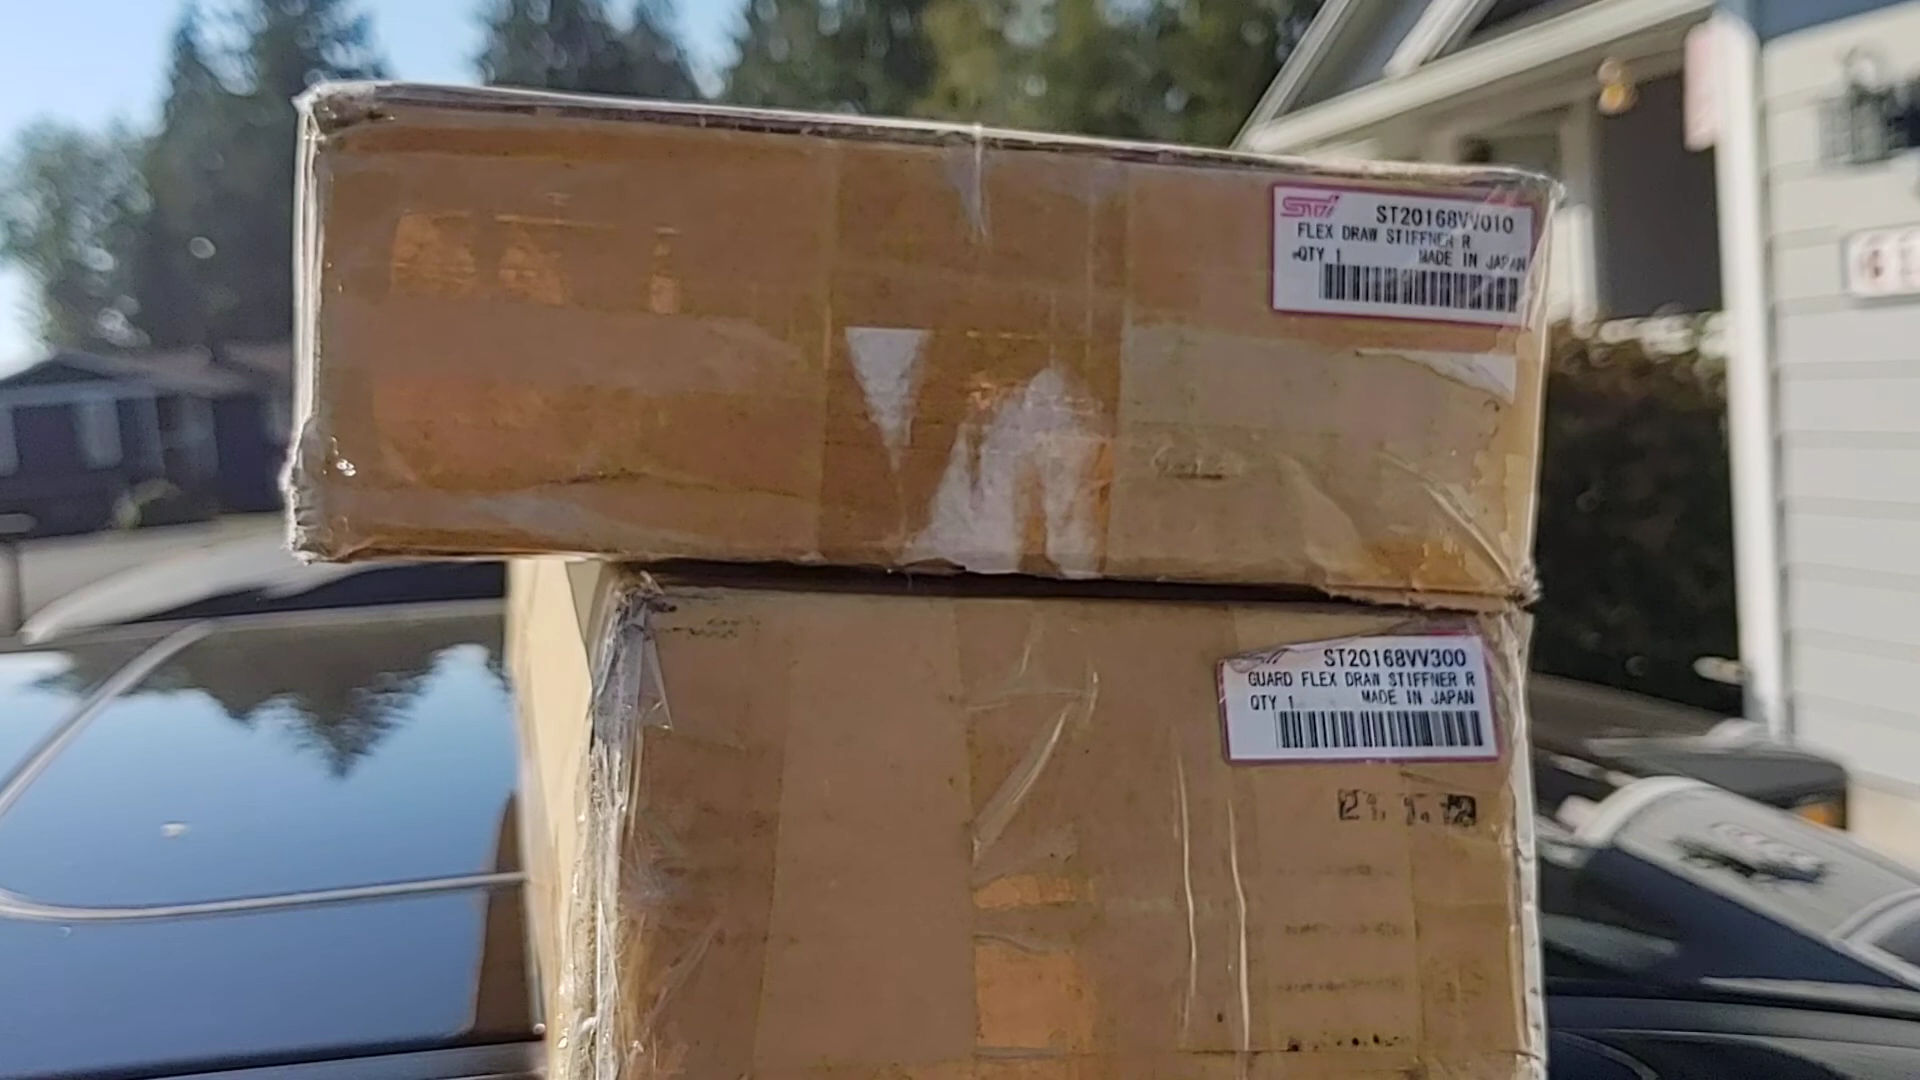 STI
ST20168VV010
FLEX DRAW STIFFNER R
QTY 1 MADE IN JAPAN
STI
ST20168VV300
GUARD FLEX DRAW STIFFNER R
QTY 1 MADE IN JAPAN